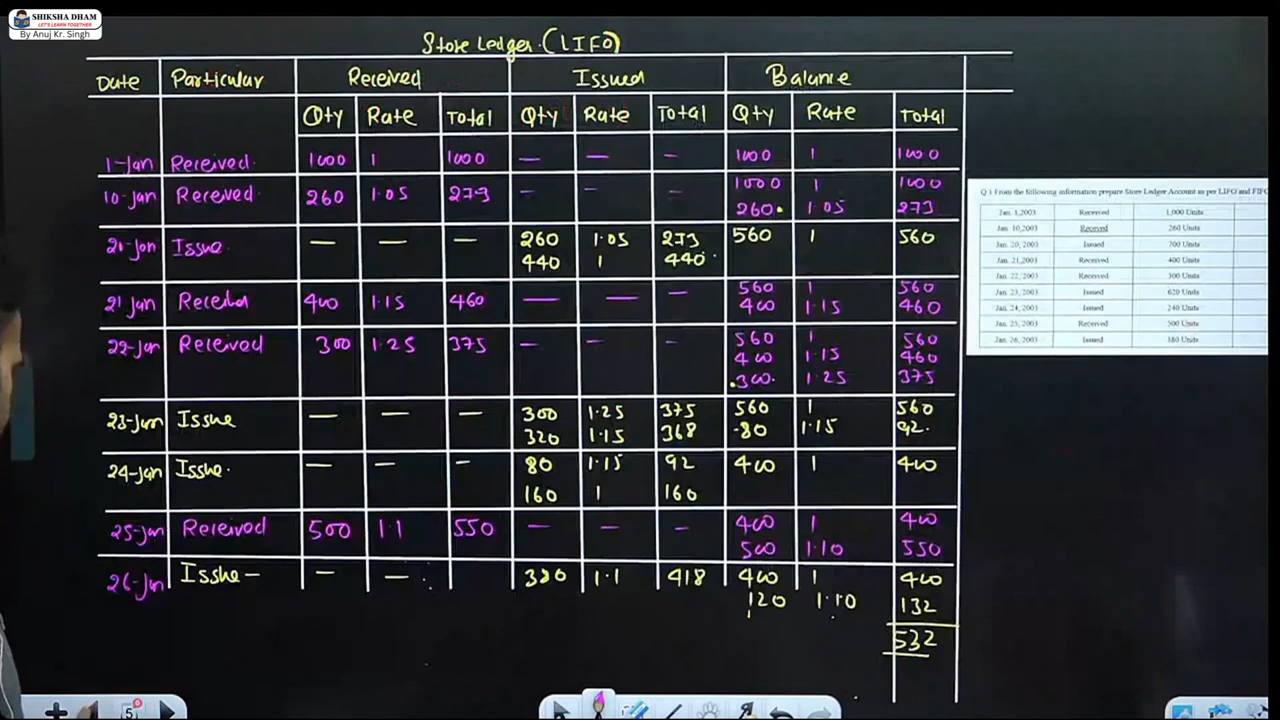 SHIKSHA DHAM
LET'S LEARN TOGETHER
By Anuj Kr. Singh
Store Ledger.(LIFO)
Date Particular Received Issued Balance
Qty Rate Total Qty Rate Total Qty Rate Total
1-Jan Received. 1000 1 1000 — — — 1000 1 1000
10-Jan Received. 260 1.05 273 — — — 1000 1 1000
260 1.05 273
20-Jan Issue. — — — 260 1.05 273 560 1 560
440 1 440
21 Jan Received 400 1.15 460 — — — 560 1 560
400 1.15 460
22-Jan Received 300 1.25 375 — — — 560 1 560
400 1.15 460
300 1.25 375
23-Jan Issue — — — 300 1.25 375 560 1 560
320 1.15 368 80 1.15 92
24-Jan Issue. — — — 80 1.15 92 400 1 400
160 1 160
25-Jan Received 500 1.1 550 — — — 400 1 400
500 1.10 550
26-Jan Issue — — — 380 1.1 418 400 1 400
120 1.10 132
532
Q 1 From the following information prepare Store Ledger Account as per LIFO and FIFO
Jan. 1,2003 Received 1,000 Units
Jan. 10,2003 Received 260 Units
Jan. 20, 2003 Issued 700 Units
Jan. 21,2003 Received 400 Units
Jan. 22, 2003 Received 300 Units
Jan. 23, 2003 Issued 620 Units
Jan. 24, 2003 Issued 240 Units
Jan. 25, 2003 Received 500 Units
Jan. 26, 2003 Issued 380 Units
5